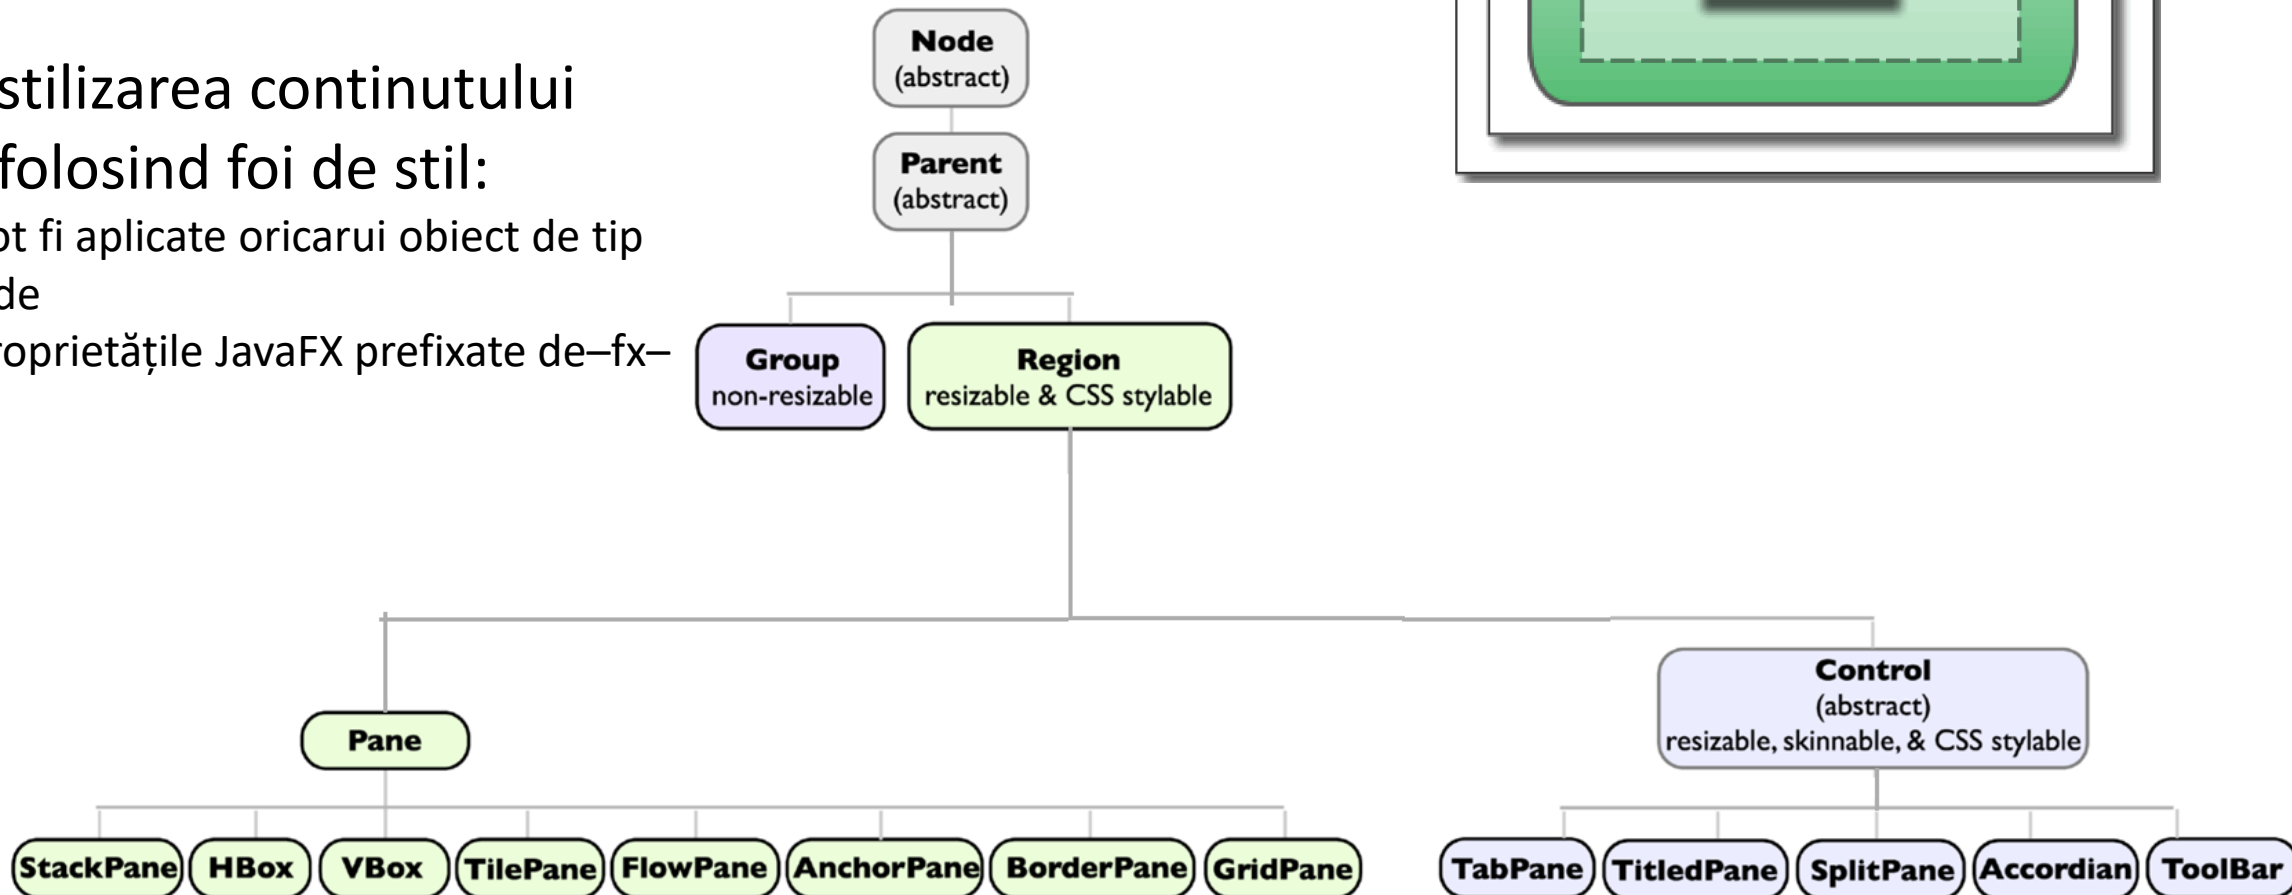 stilizarea continutului
folosind foi de stil:
ot fi aplicate oricarui obiect de tip
de
roprietățile JavaFX prefixate de–fx–
Node
(abstract)
Parent
(abstract)
Group
non-resizable
Region
resizable & CSS stylable
Pane
Control
(abstract)
resizable, skinnable, & CSS stylable
StackPane
HBox
VBox
TilePane
FlowPane
AnchorPane
BorderPane
GridPane
TabPane
TitledPane
SplitPane
Accordian
ToolBar